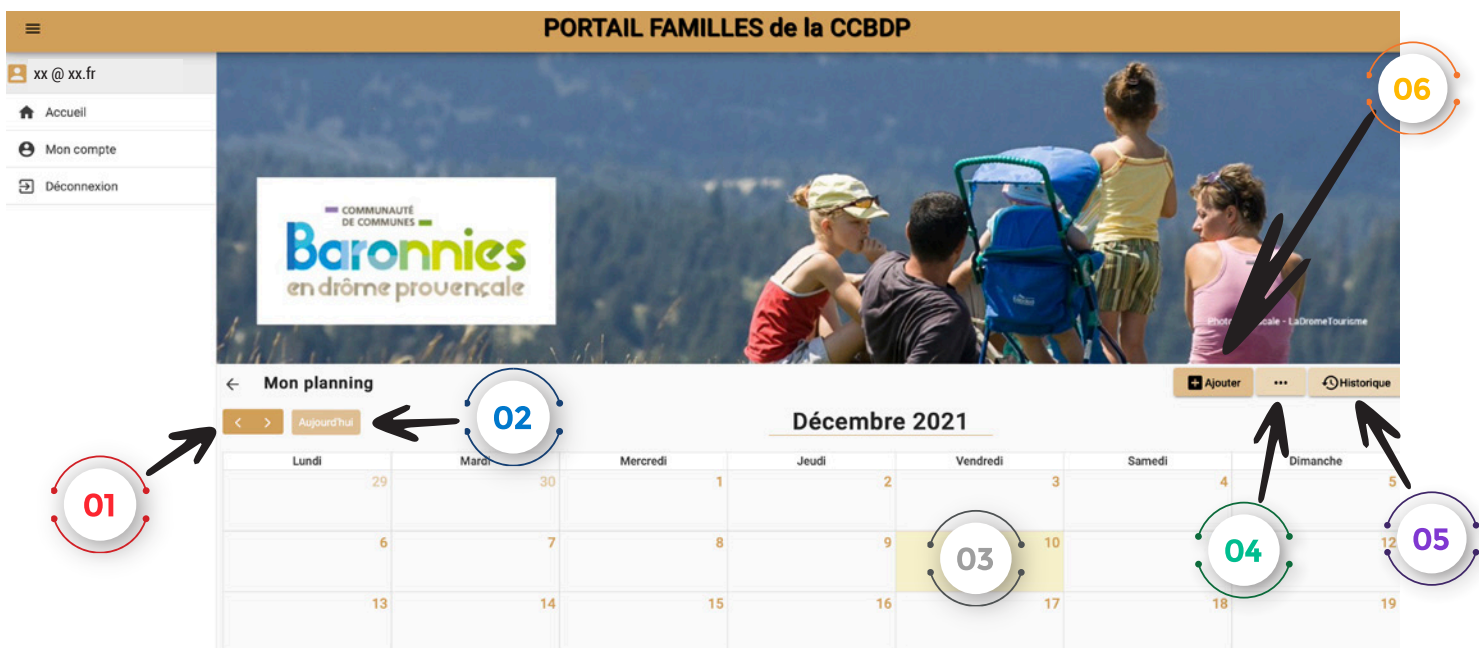 PORTAIL FAMILLES de la CCBDP
xx @ xx.fr
Accueil
Mon compte
Déconnexion
COMMUNAUTÉ
DE COMMUNES
Baronnies
en drôme provençale
06
LaDromeTourisme
Mon planning
Ajouter
Historique
Aujourd'hui
02
Décembre 2021
Lundi Mardi Mercredi Jeudi Vendredi Samedi Dimanche
29 30 1 2 3 4 5
01
6 7 8 9 10 12
03
04
05
13 14 15 16 17 18 19